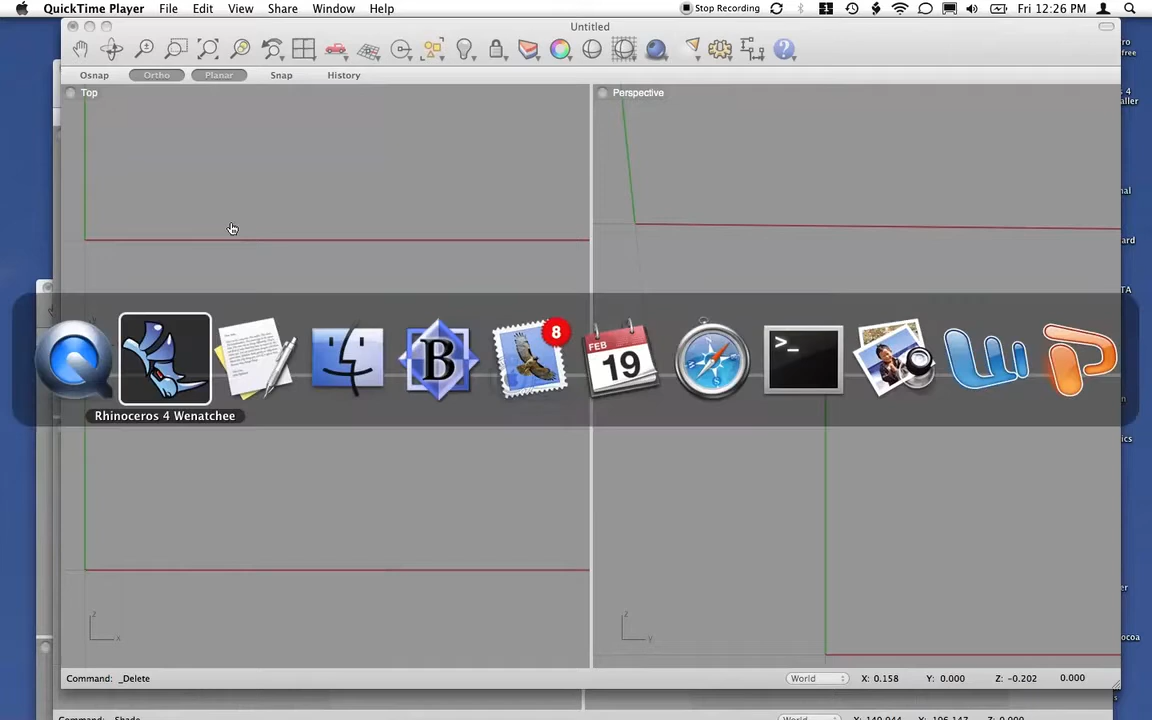 QuickTime Player File Edit View Share Window Help Stop Recording Fri 12:26 PM
Untitled
Osnap Ortho Planar Snap History
Top Perspective
8
FEB
19
B
>_
Rhinoceros 4 Wenatchee
z
x
z
y
Command: _Delete World X: 0.158 Y: 0.000 Z: -0.202 0.000